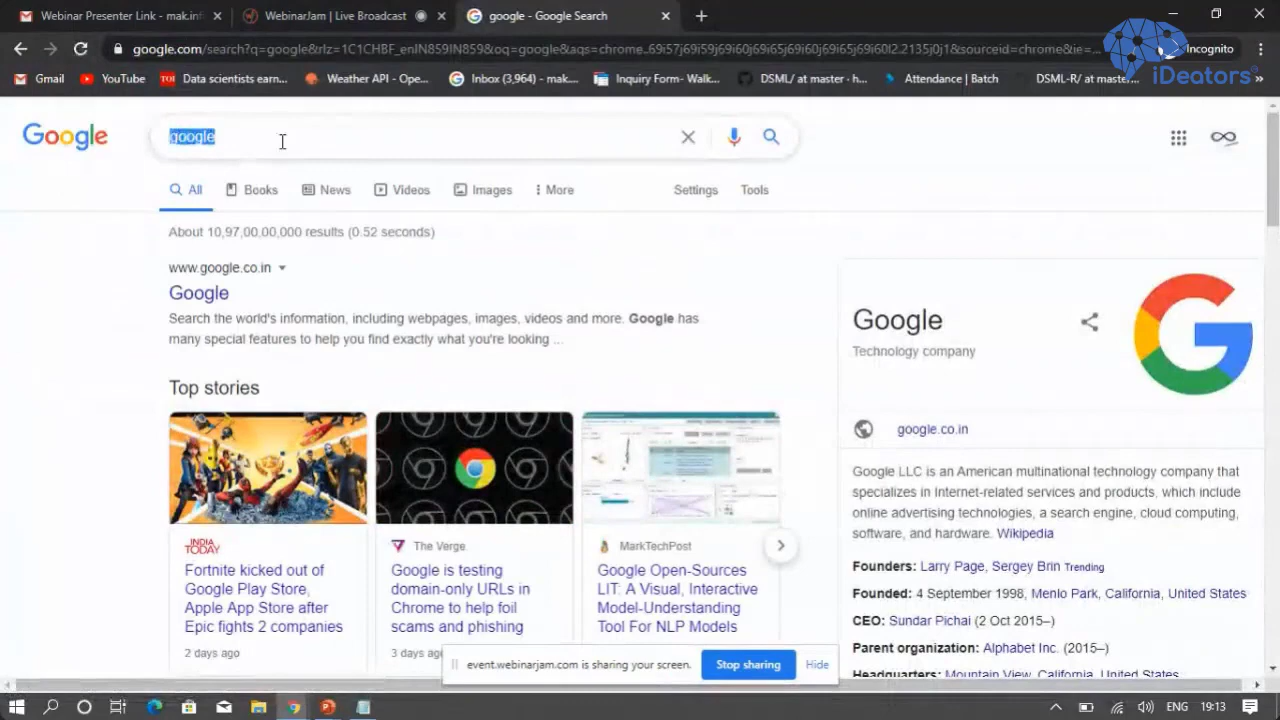 Webinar Presenter Link - mak.inf
WebinarJam | Live Broadcast
google - Google Search
google.com/search?q=google&rlz=1C1CHBF_enIN859IN859&oq=google&aqs=chrome..69i57j69i59j69i60j69i65j69i60j69i65j69i60l2.2135j0j1&sourceid=chrome&ie=...
Incognito
iDeators®
Gmail
YouTube
TOI
Data scientists earn...
Weather API - Ope...
Inbox (3,964) - mak...
Inquiry Form- Walk...
DSML/ at master · h...
Attendance | Batch
DSML-R/ at master...
»
Google
google
All
Books
News
Videos
Images
More
Settings
Tools
About 10,97,00,00,000 results (0.52 seconds)
www.google.co.in
Google
Search the world's information, including webpages, images, videos and more. Google has
many special features to help you find exactly what you're looking ...
Top stories
INDIA
TODAY
Fortnite kicked out of
Google Play Store,
Apple App Store after
Epic fights 2 companies
2 days ago
The Verge
Google is testing
domain-only URLs in
Chrome to help foil
scams and phishing
3 days ag
MarkTechPost
Google Open-Sources
LIT: A Visual, Interactive
Model-Understanding
Tool For NLP Models
Google
Technology company
google.co.in
Google LLC is an American multinational technology company that
specializes in Internet-related services and products, which include
online advertising technologies, a search engine, cloud computing,
software, and hardware. Wikipedia
Founders: Larry Page, Sergey Brin Trending
Founded: 4 September 1998, Menlo Park, California, United States
CEO: Sundar Pichai (2 Oct 2015–)
Parent organization: Alphabet Inc. (2015–)
Headquarters: Mountain View, California, United States
event.webinarjam.com is sharing your screen.
Stop sharing
Hide
ENG
19:13